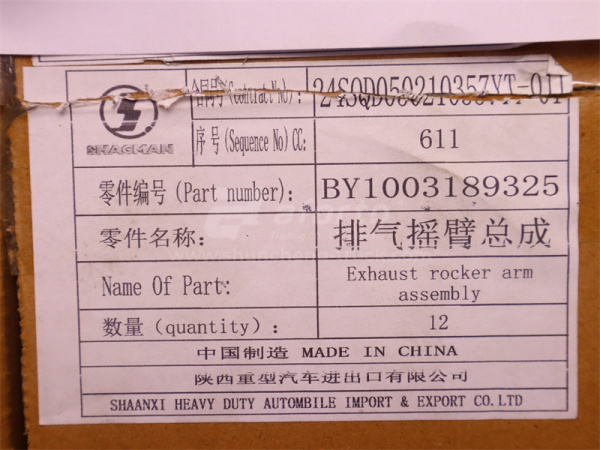 合同号(Contract No):
SHACMAN
序号(Sequence No)CC: 611
零件编号(Part number): BY1003189325
零件名称: 排气摇臂总成
Name Of Part: Exhaust rocker arm
assembly
数量(quantity): 12
中国制造 MADE IN CHINA
陕西重型汽车进出口有限公司
SHAANXI HEAVY DUTY AUTOMBILE IMPORT & EXPORT CO.LTD